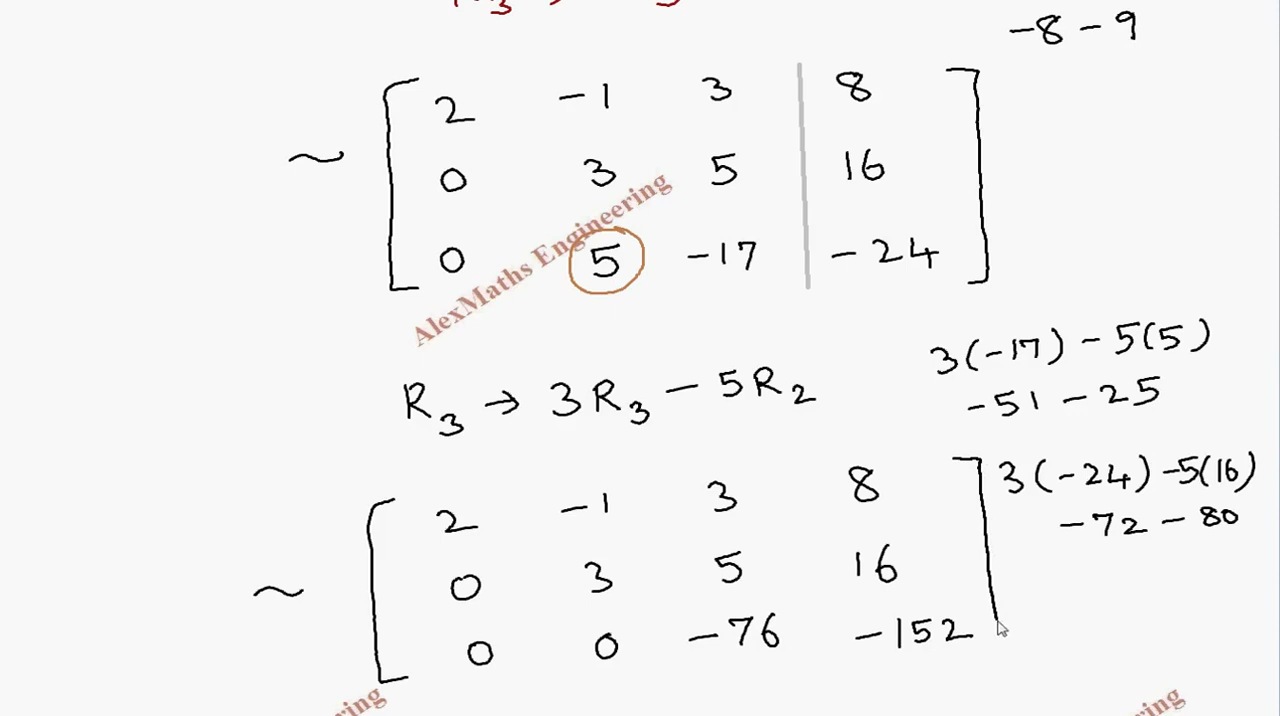 -8 - 9
~ [ 2 -1 3 | 8 ]
[ 0 3 5 | 16 ]
[ 0 5 -17 | -24 ]
AlexMaths Engineering
3(-17) - 5(5)
R3 → 3R3 - 5R2
-51 - 25
3(-24) -5(16)
-72 - 80
~ [ 2 -1 3 8 ]
[ 0 3 5 16 ]
[ 0 0 -76 -152